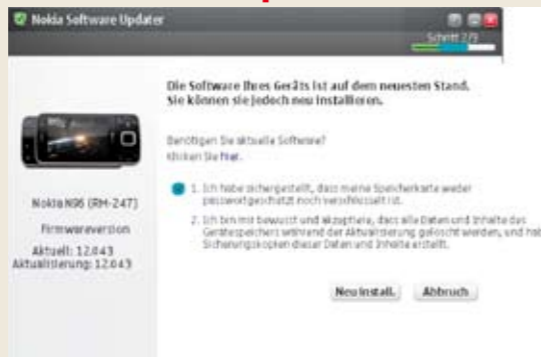 Nokia Software Updater
Schritt 2/3
Die Software Ihres Geräts ist auf dem neuesten Stand.
Sie können sie jedoch neu installieren.
Benötigen Sie aktuelle Software?
Klicken Sie hier.
1. Ich habe sichergestellt, dass meine Speicherkarte weder
passwortgeschützt noch verschlüsselt ist.
2. Ich bin mit bewusst und akzeptiere, dass alle Daten und Inhalte des
Gerätespeichers während der Aktualisierung gelöscht werden, und hab
Sicherungskopien dieser Daten und Inhalte erstellt.
Nokia N96 (RM-247)
Firmwareversion
Aktuell: 12.043
Aktualisierung: 12.043
Neu install.
Abbruch